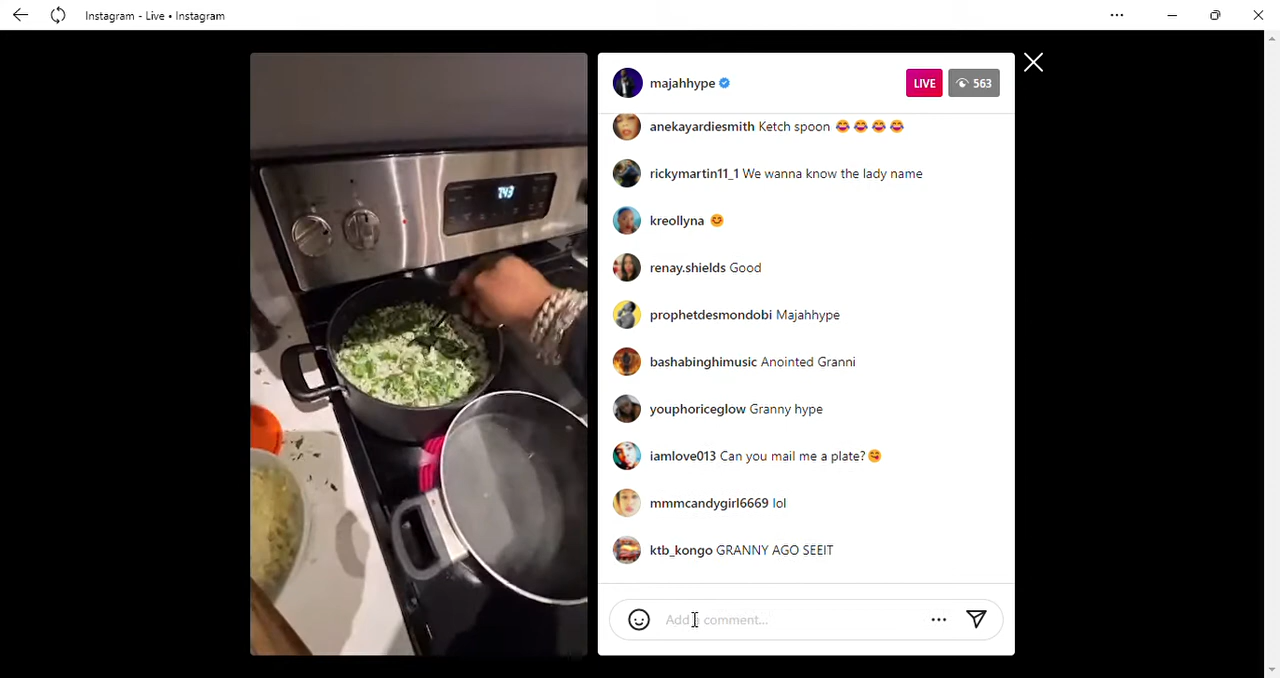 Instagram - Live • Instagram
majahhype
LIVE
563
anekayardiesmith Ketch spoon 😂 😂 😂 😂
rickymartin11_1 We wanna know the lady name
kreollyna 😊
renay.shields Good
prophetdesmondobi Majahhype
bashabinghimusic Anointed Granni
youphoriceglow Granny hype
iamlove013 Can you mail me a plate?😋
mmmcandygirl6669 lol
ktb_kongo GRANNY AGO SEEIT
Add a comment...
7:43